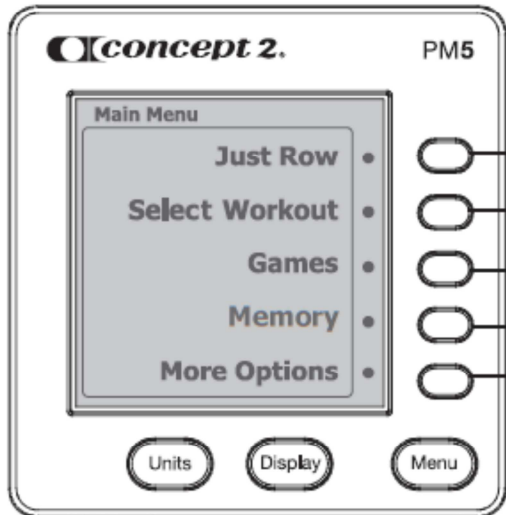 concept 2.
PM5
Main Menu
Just Row
Select Workout
Games
Memory
More Options
Units
Display
Menu